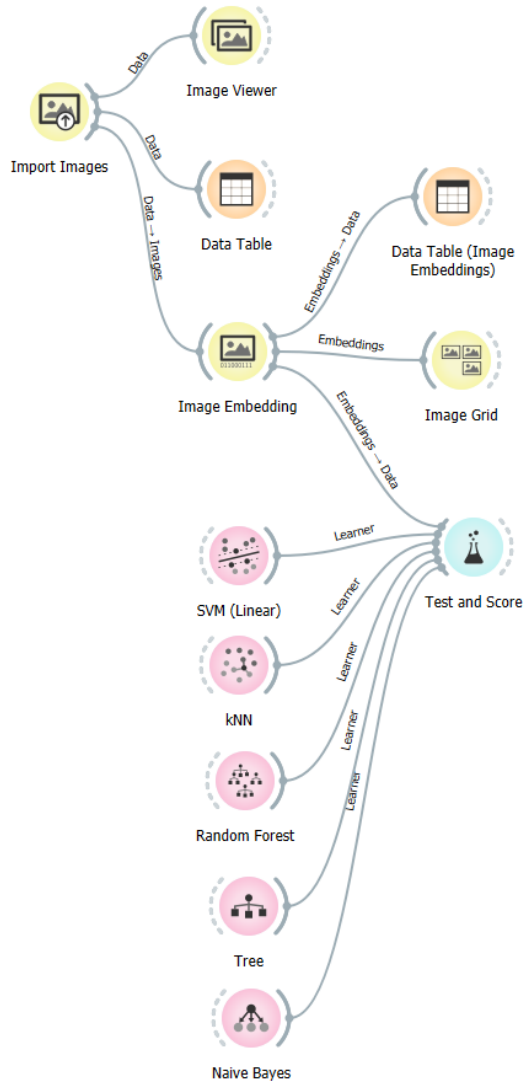 Data
Image Viewer
Import Images
Data
Data Table
Data → Images
Embeddings → Data
Data Table (Image
Embeddings)
Image Embedding
011000111
Embeddings
Image Grid
Embeddings → Data
SVM (Linear)
Learner
Test and Score
kNN
Learner
Random Forest
Learner
Tree
Learner
Naive Bayes
Learner